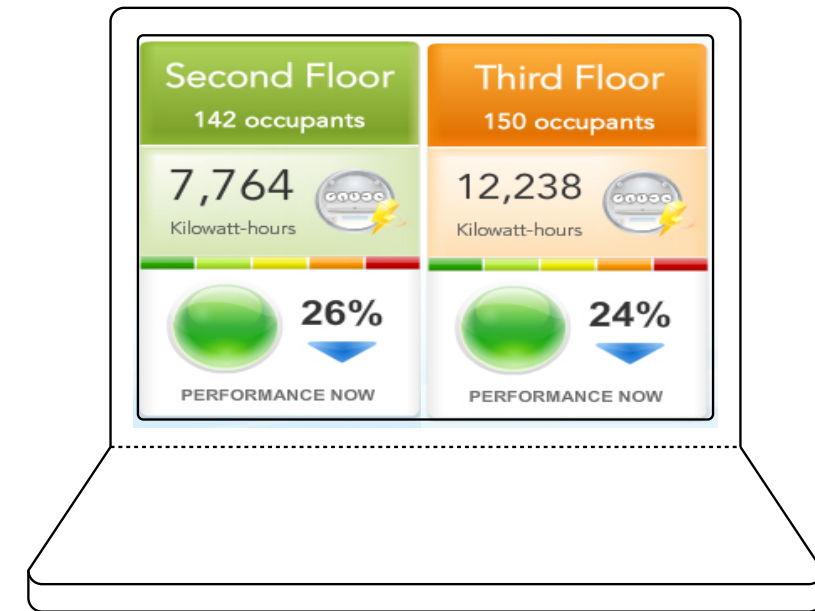 Second Floor
142 occupants
7,764
Kilowatt-hours
26%
PERFORMANCE NOW
Third Floor
150 occupants
12,238
Kilowatt-hours
24%
PERFORMANCE NOW